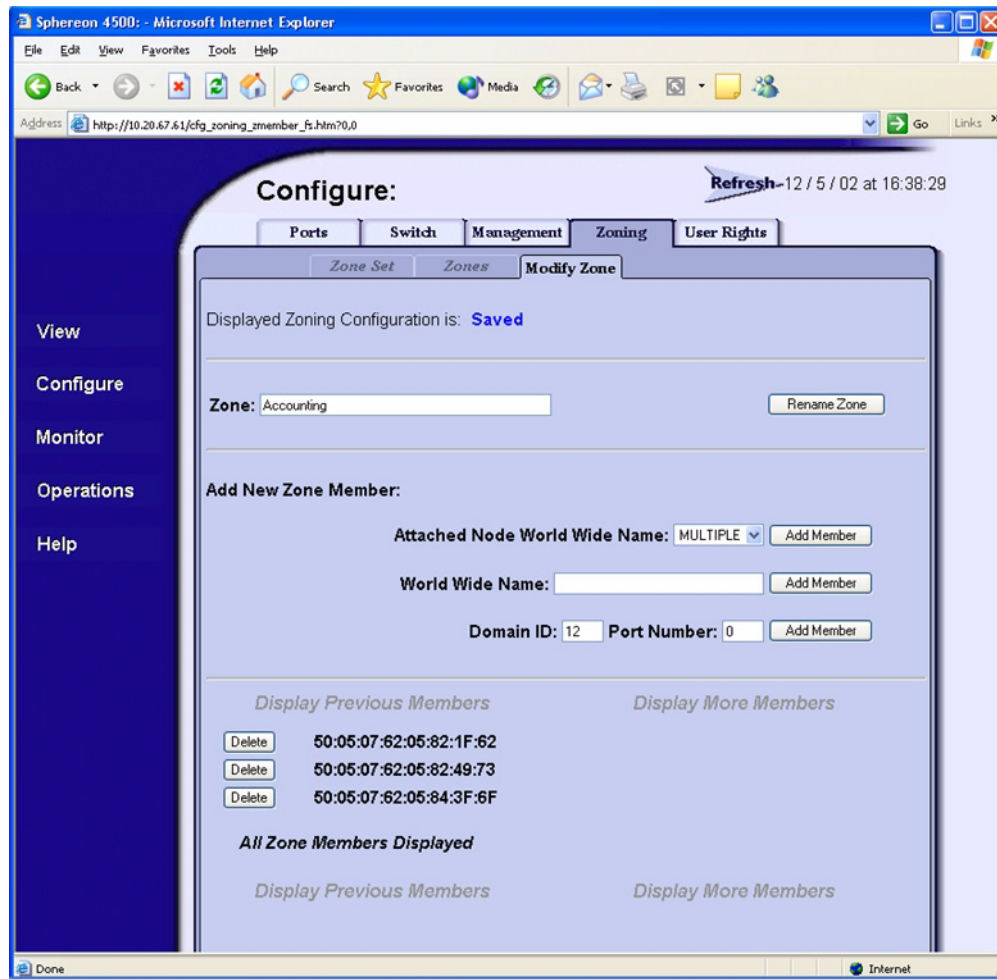 Sphereon 4500: - Microsoft Internet Explorer
File Edit View Favorites Tools Help
Back Search Favorites Media
Address http://10.20.67.61/cfg_zoning_zmember_fs.htm?0,0 Go Links »
Configure: Refresh-12 / 5 / 02 at 16:38:29
Ports Switch Management Zoning User Rights
Zone Set Zones Modify Zone
Displayed Zoning Configuration is: Saved
View
Configure
Zone: Accounting Rename Zone
Monitor
Operations
Add New Zone Member:
Help
Attached Node World Wide Name: MULTIPLE Add Member
World Wide Name: Add Member
Domain ID: 12 Port Number: 0 Add Member
Display Previous Members Display More Members
Delete 50:05:07:62:05:82:1F:62
Delete 50:05:07:62:05:82:49:73
Delete 50:05:07:62:05:84:3F:6F
All Zone Members Displayed
Display Previous Members Display More Members
Done Internet